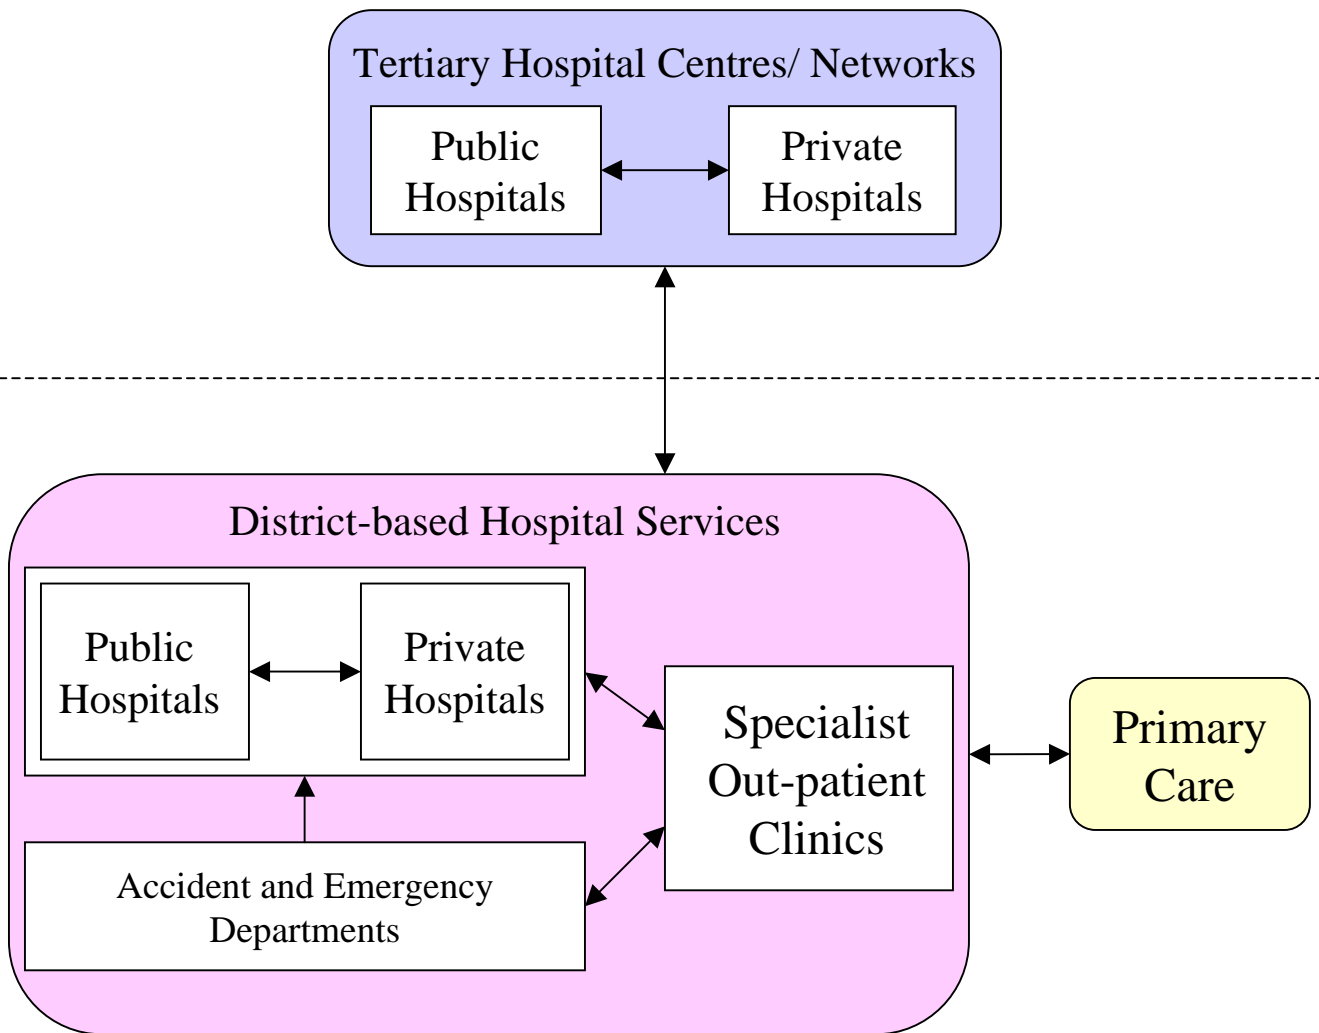 Tertiary Hospital Centres/ Networks
Public
Hospitals
Private
Hospitals
District-based Hospital Services
Public
Hospitals
Private
Hospitals
Specialist
Out-patient
Clinics
Primary
Care
Accident and Emergency
Departments